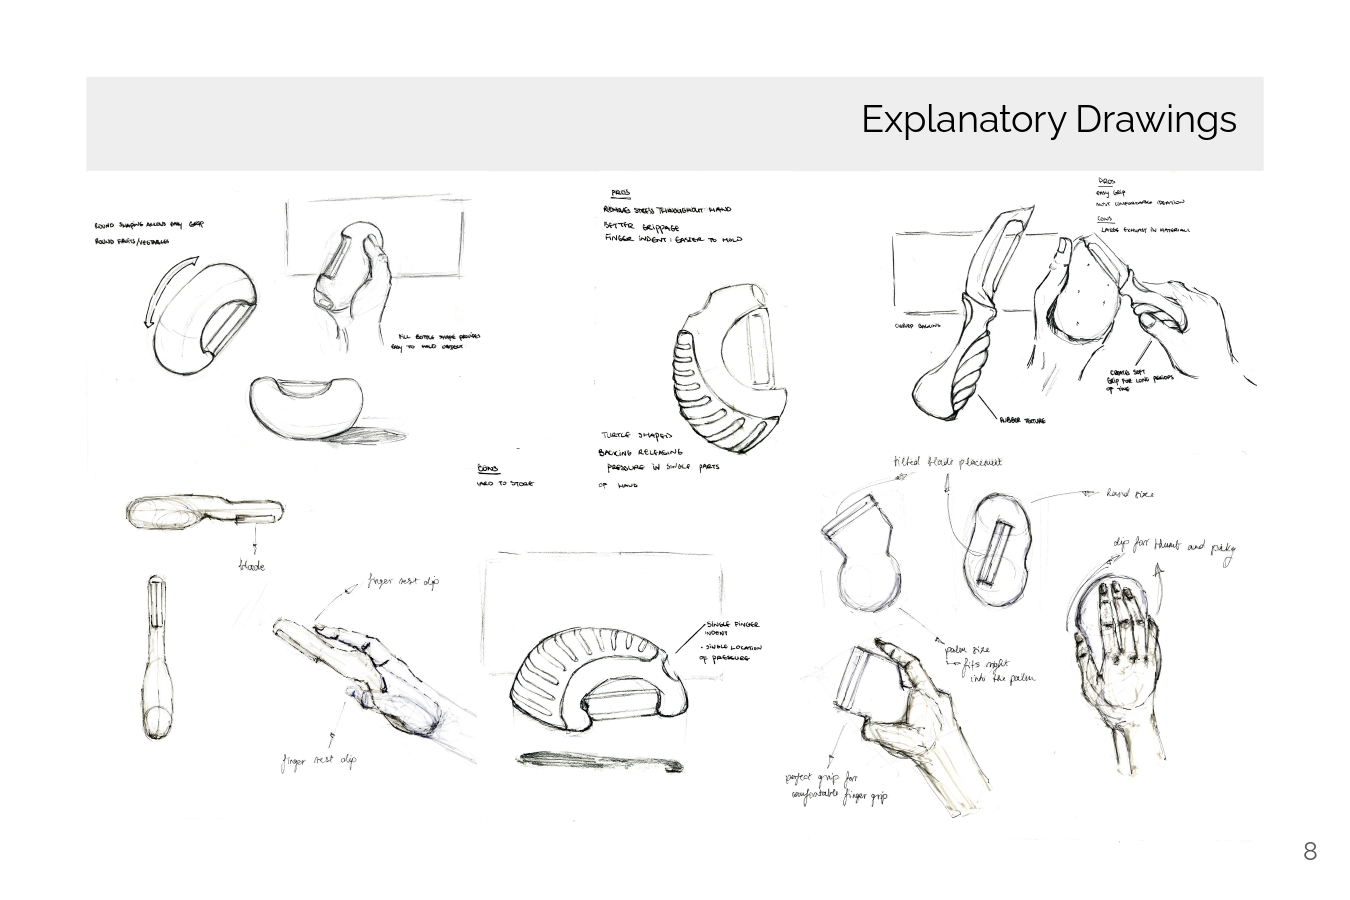 Explanatory Drawings
ROUND SHAPING ALLOWS EASY GRIP
ROUND FRUITS/VEGETABLES
FULL BOTTLE SHAPE PROVIDES
EASY TO HOLD OBJECT
PROS
REMOVES STRESS THROUGHOUT HAND
BETTER GRIPPAGE
FINGER INDENT: EASIER TO HOLD
TURTLE SHAPED
BACKING RELEASING
PRESSURE IN SINGLE PARTS
OF HAND
CONS
HARD TO STORE
PROS
EASY GRIP
MOST COMFORTABLE IDEATION
CONS
LARGE EXHAUST IN MATERIALS
CURVED BACKING
CREATES SOFT
GRIP FOR LONG PERIODS
OF TIME
RUBBER TEXTURE
blade
finger rest dip
finger rest dip
SINGLE FINGER
INDENT
- SINGLE LOCATION
OF PRESSURE
tilted blade placement
hand size
dip for thumb and pinky
palm size
fits right
into the palm
perfect grip for
comfortable finger grip
8